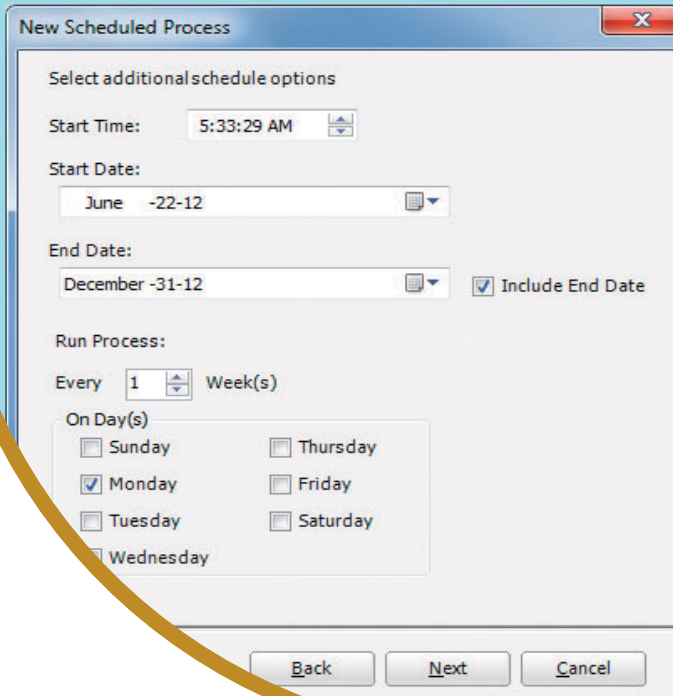 New Scheduled Process
Select additional schedule options
Start Time: 5:33:29 AM
Start Date:
June -22-12
End Date:
December -31-12 Include End Date
Run Process:
Every 1 Week(s)
On Day(s)
Sunday Thursday
Monday Friday
Tuesday Saturday
Wednesday
Back Next Cancel